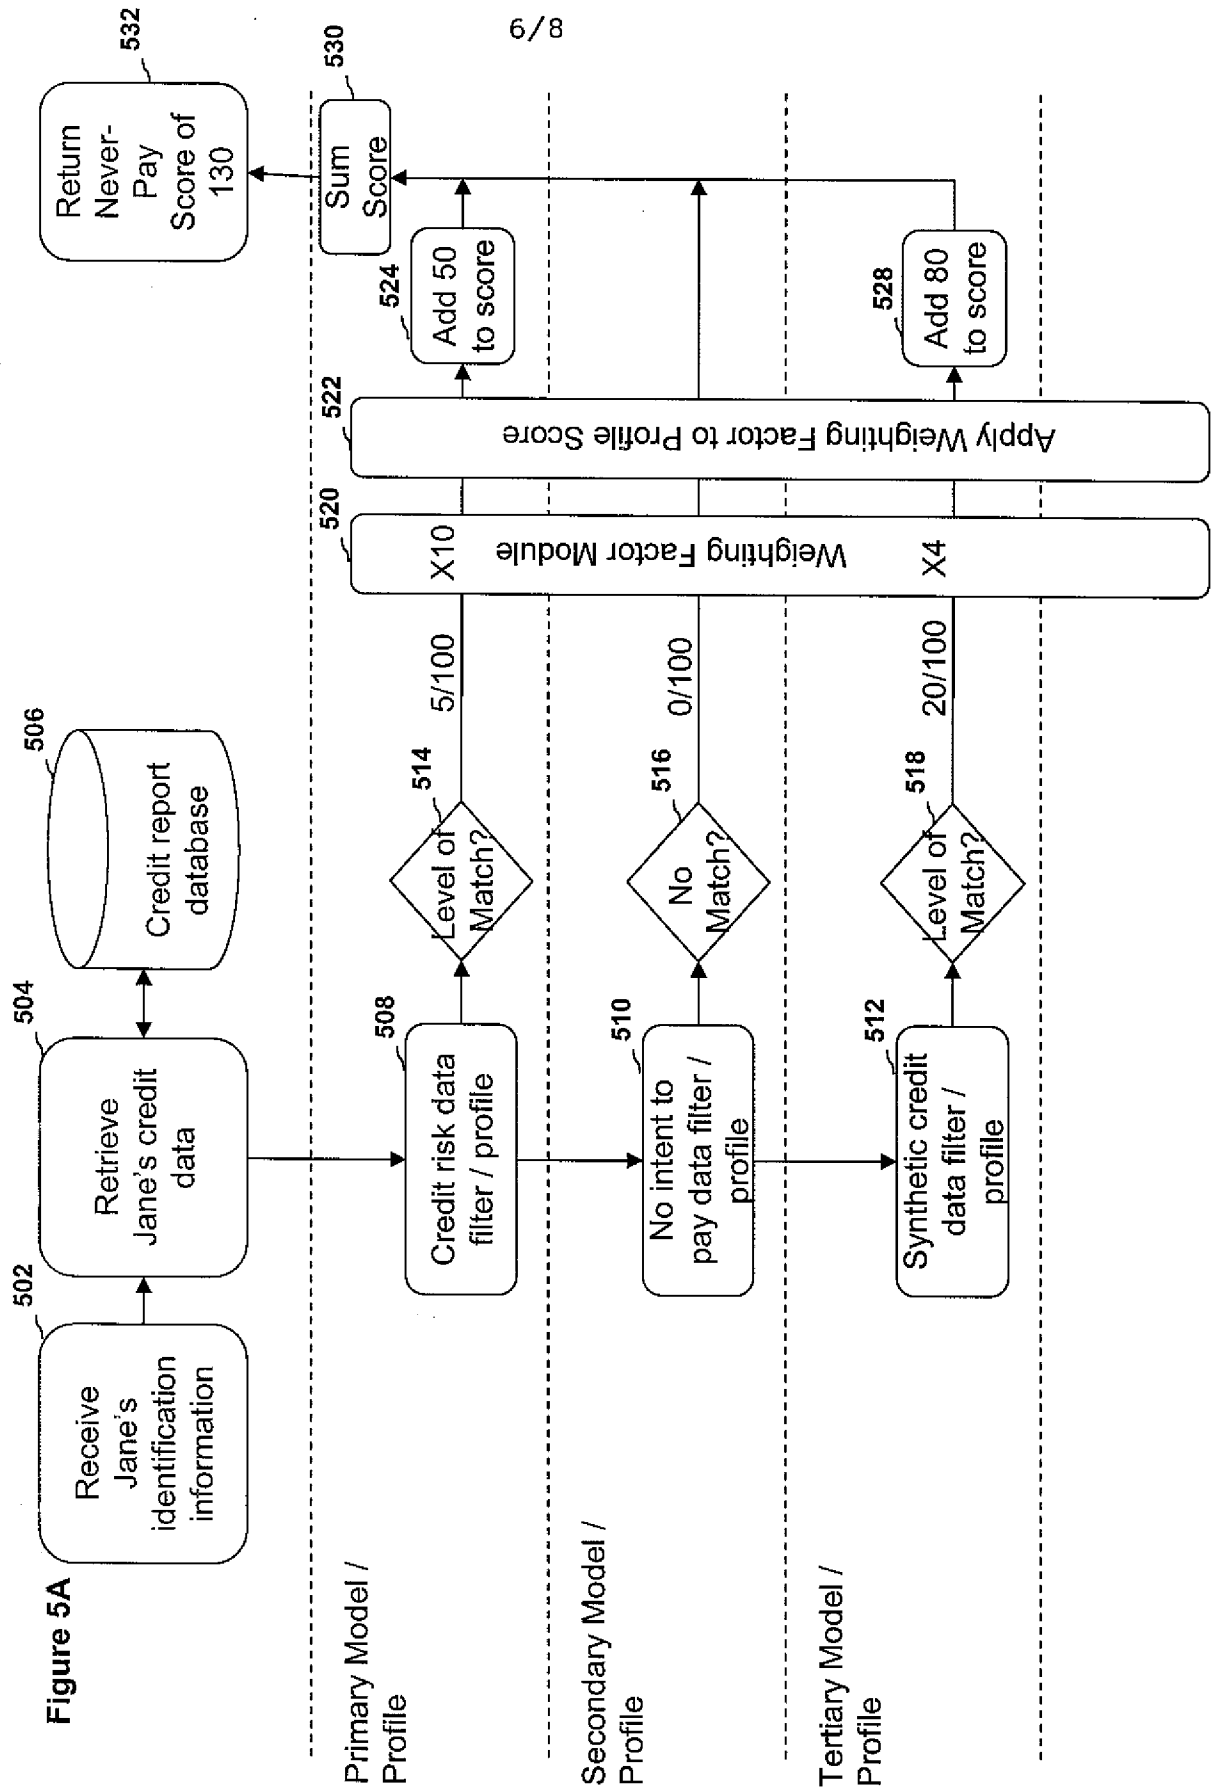 8/9
Figure 5A
502
Receive
Jane's
identification
information
504
Retrieve
Jane's credit
data
506
Credit report
database
532
Return
Never-
Pay
Score of
130
Primary Model /
Profile
508
Credit risk data
filter / profile
514
Level of
Match?
5/100
520
X10
Weighting Factor Module
522
Apply Weighting Factor to Profile Score
524
Add 50
to score
530
Sum
Score
Secondary Model /
Profile
510
No intent to
pay data filter /
profile
516
No
Match?
0/100
Tertiary Model /
Profile
512
Synthetic credit
data filter /
profile
518
Level of
Match?
20/100
X4
528
Add 80
to score